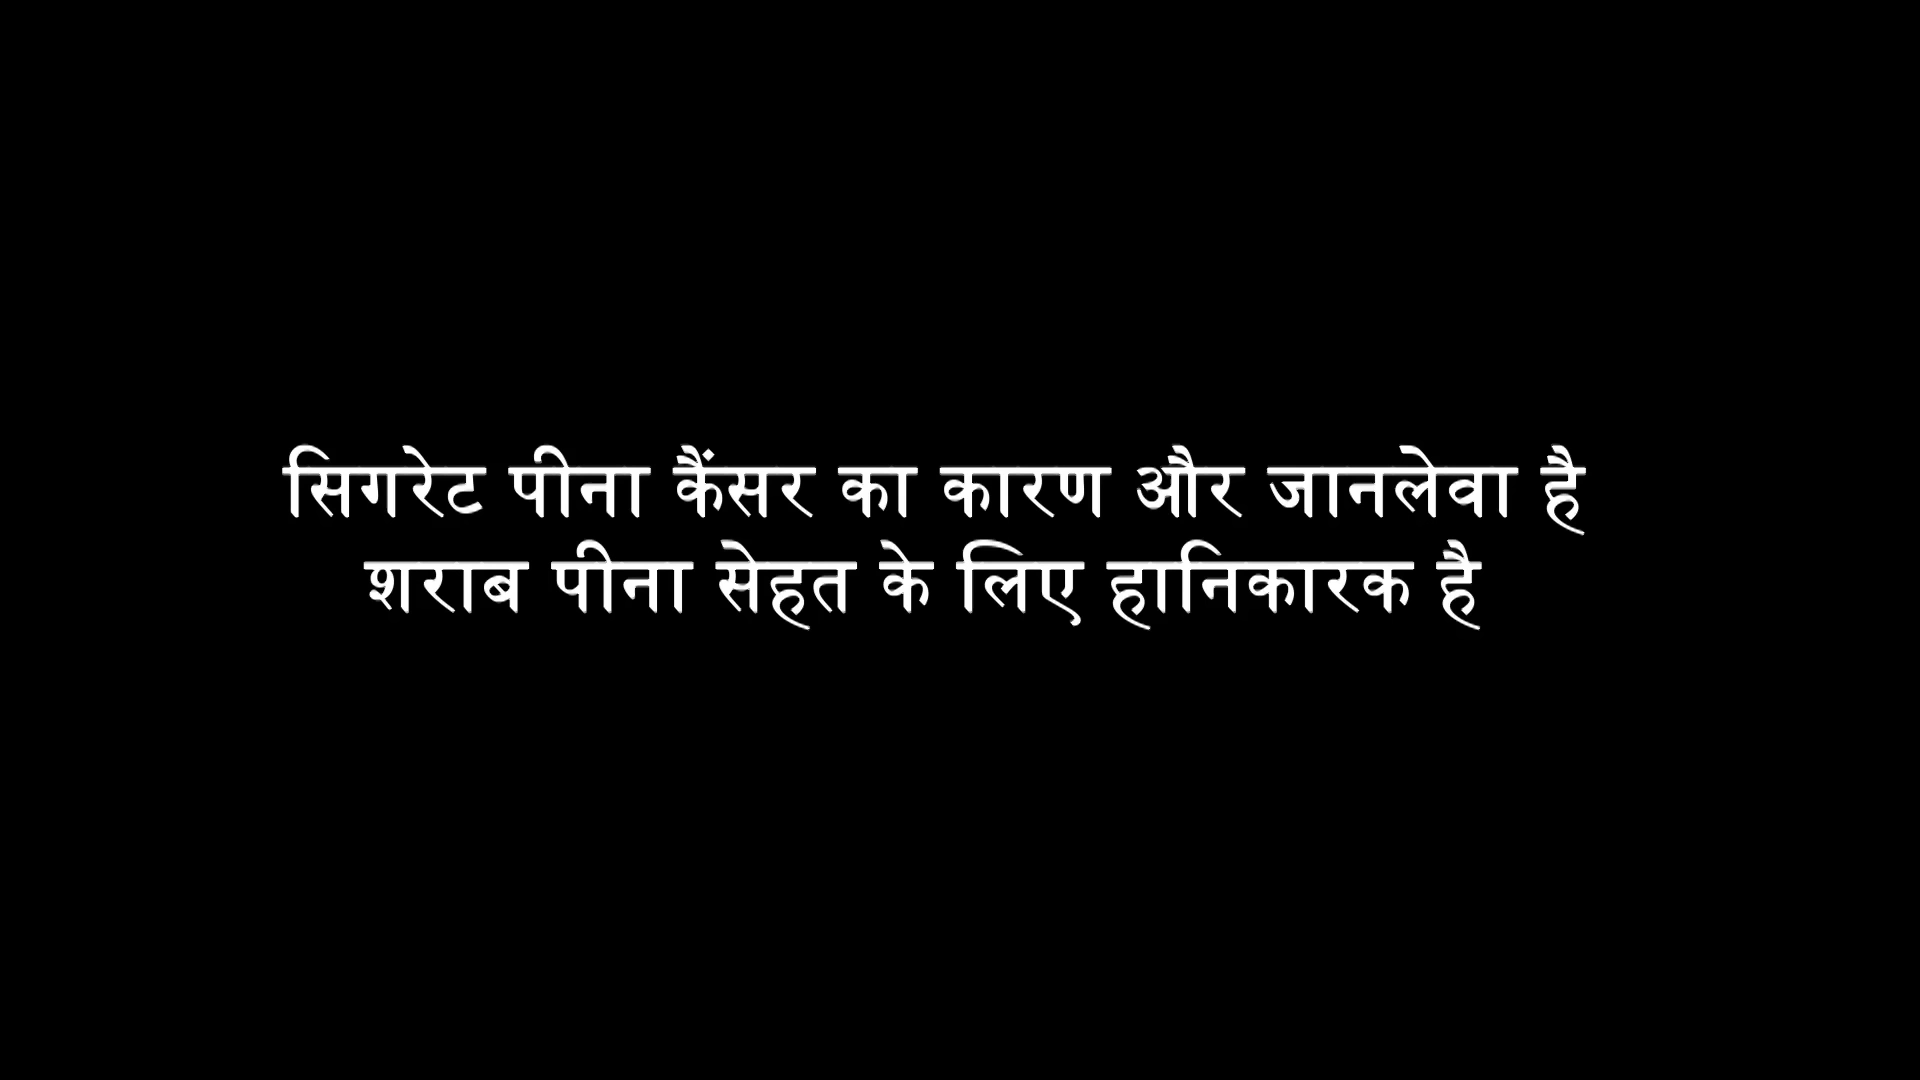 सिगरेट पीना कैंसर का कारण और जानलेवा है
शराब पीना सेहत के लिए हानिकारक है